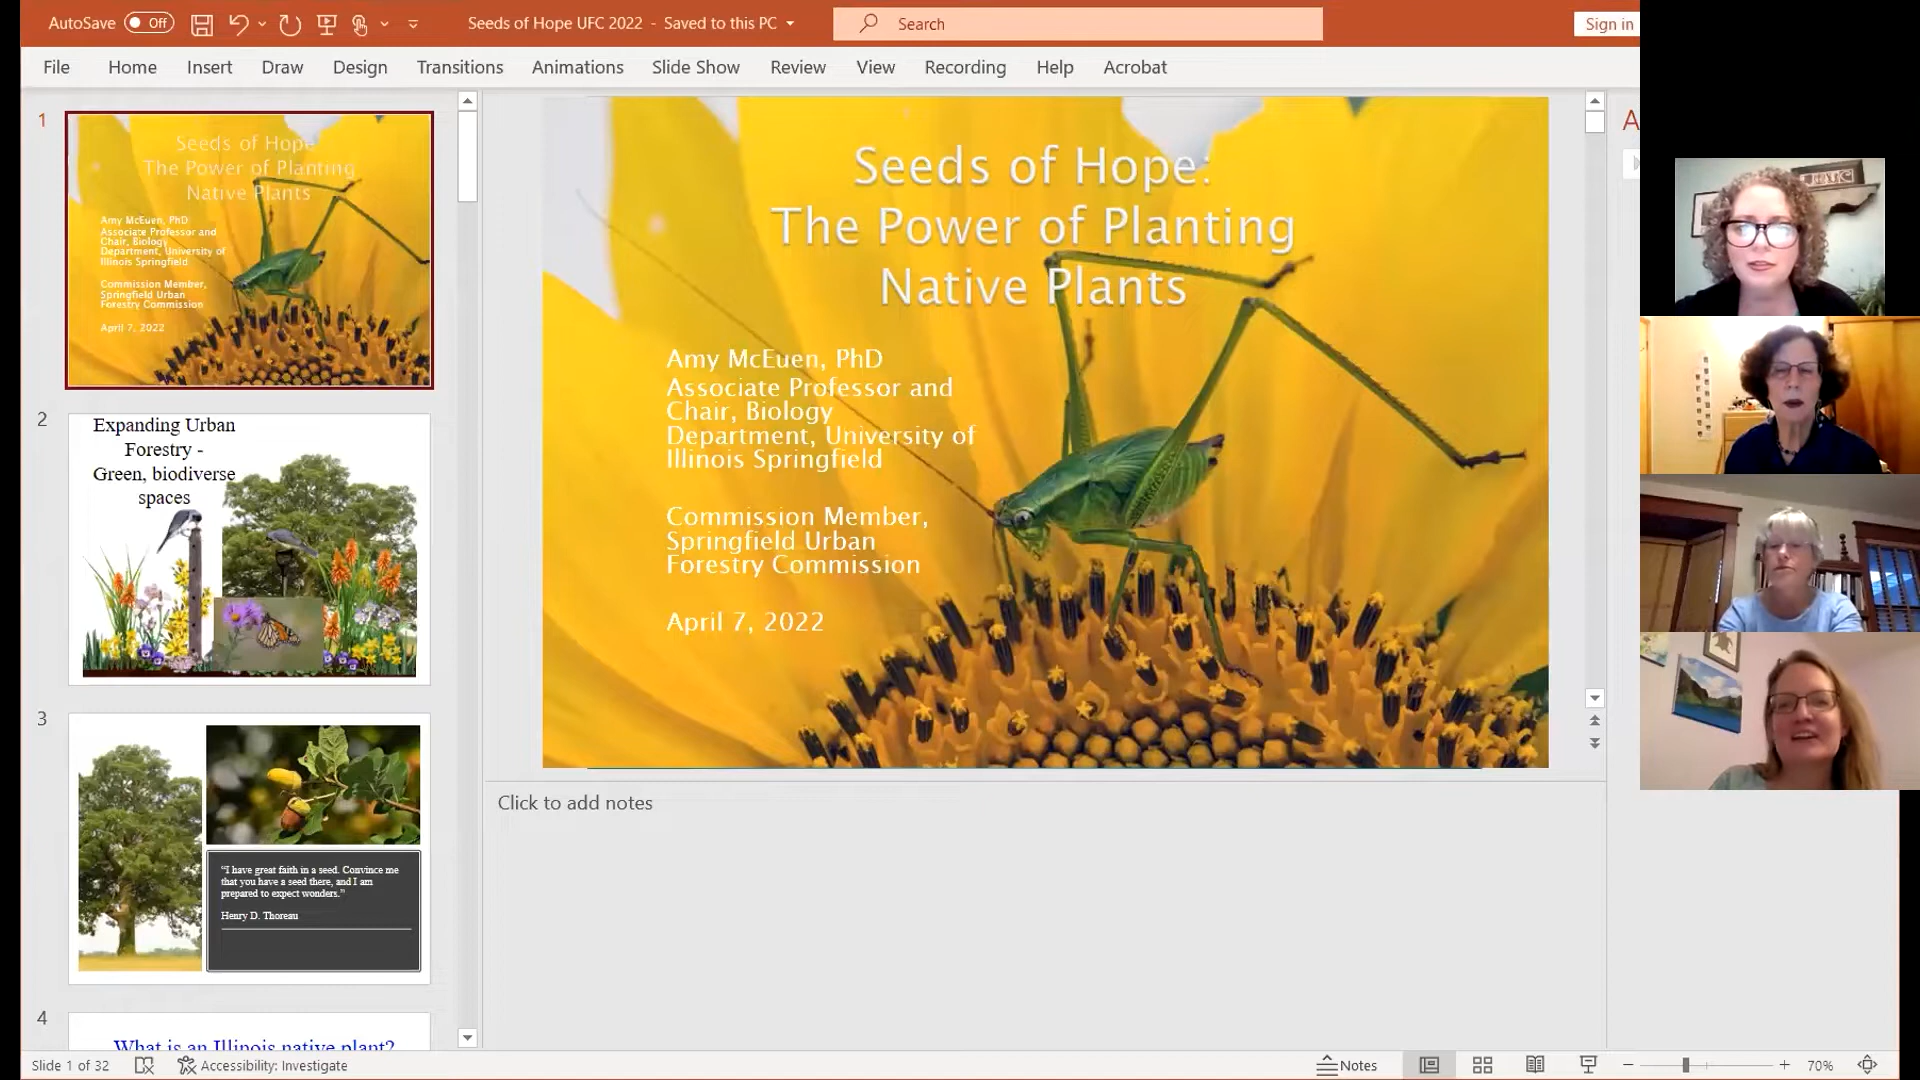 AutoSave Off
Seeds of Hope UFC 2022 - Saved to this PC
Search
Sign in
File Home Insert Draw Design Transitions Animations Slide Show Review View Recording Help Acrobat
1
Seeds of Hope
The Power of Planting
Native Plants
Amy McEuen, PhD
Associate Professor and
Chair, Biology
Department, University of
Illinois Springfield
Commission Member,
Springfield Urban
Forestry Commission
April 7, 2022
2
Expanding Urban
Forestry -
Green, biodiverse
spaces
3
"I have great faith in a seed. Convince me
that you have a seed there, and I am
prepared to expect wonders."
Henry D. Thoreau
4
What is an Illinois native plant?
Seeds of Hope:
The Power of Planting
Native Plants
Amy McEuen, PhD
Associate Professor and
Chair, Biology
Department, University of
Illinois Springfield
Commission Member,
Springfield Urban
Forestry Commission
April 7, 2022
Click to add notes
A
Slide 1 of 32
Accessibility: Investigate
Notes
70%